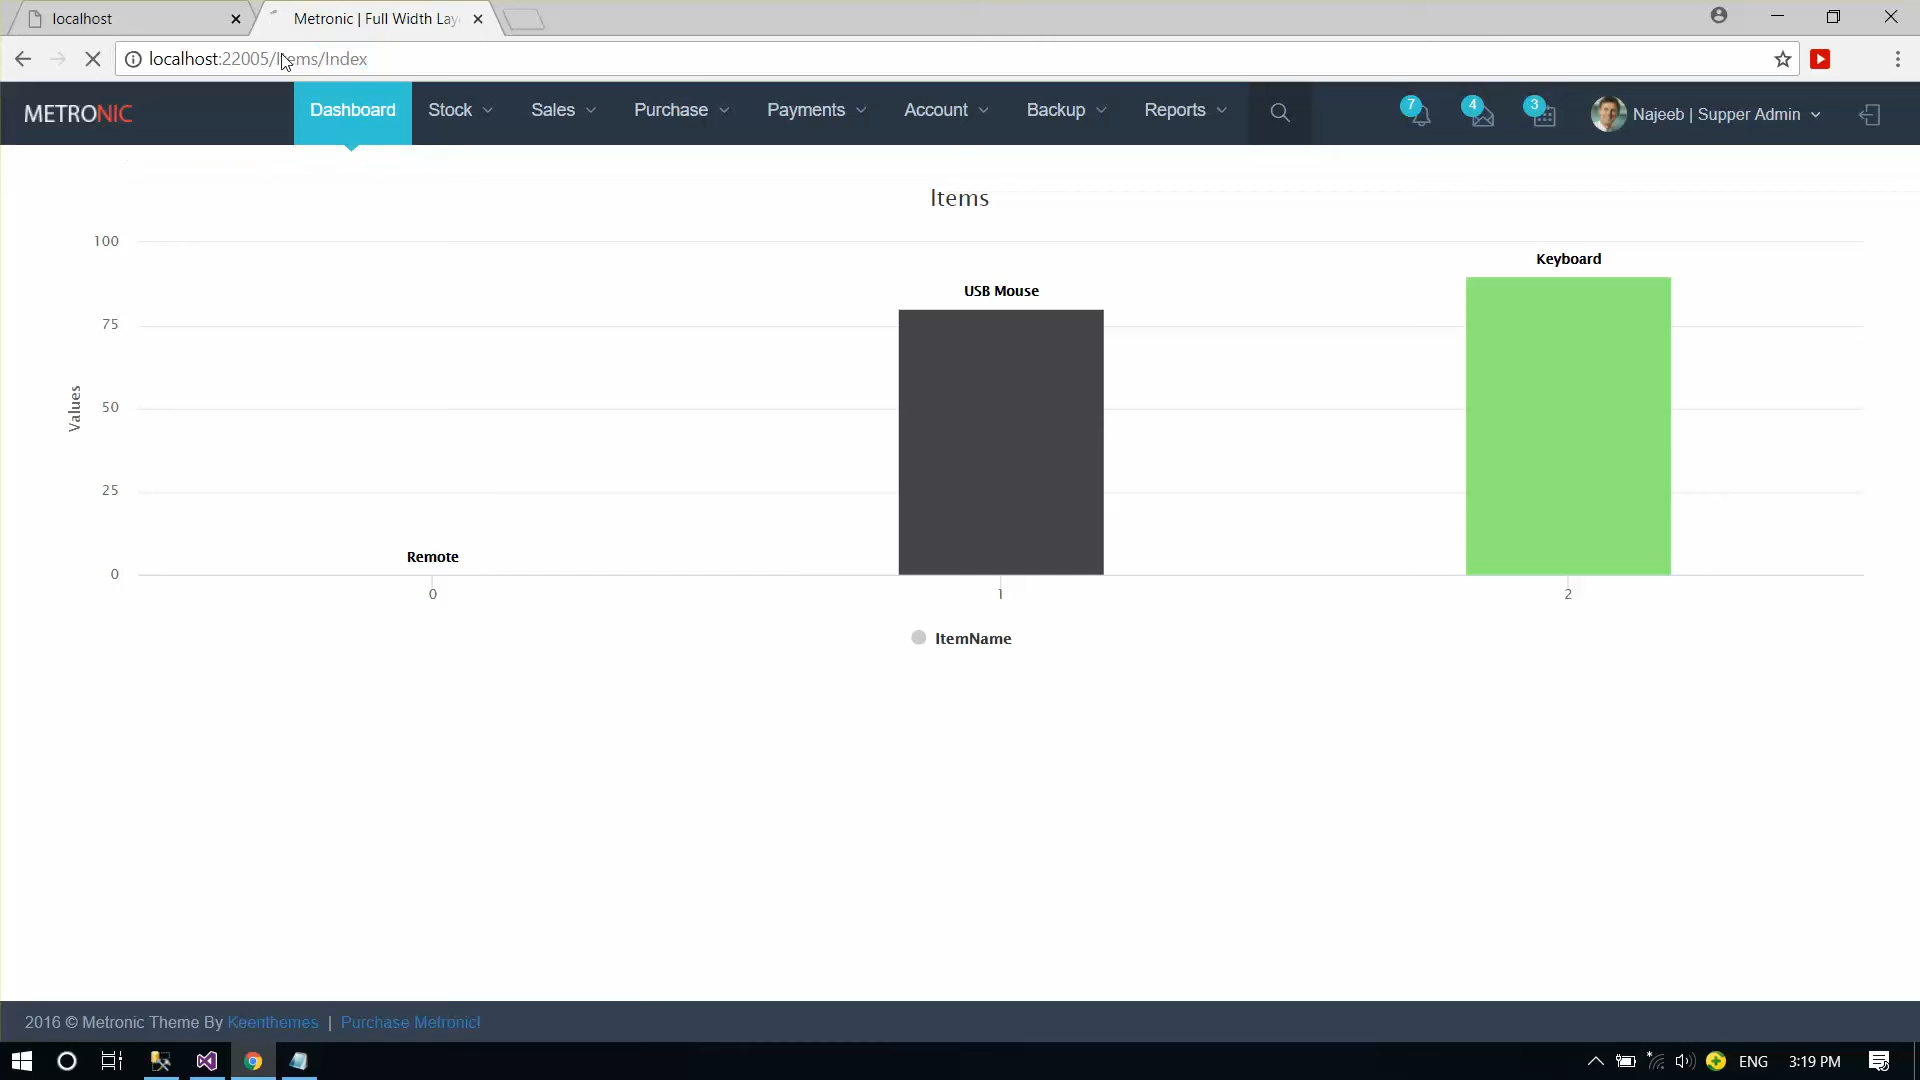 localhost
Metronic | Full Width Lay
localhost:22005/Items/Index
METRONIC
Dashboard
Stock
Sales
Purchase
Payments
Account
Backup
Reports
7
4
3
Najeeb | Supper Admin
Items
100
75
50
25
0
Values
Remote
USB Mouse
Keyboard
0
1
2
ItemName
2016 © Metronic Theme By Keenthemes | Purchase Metronic!
ENG
3:19 PM